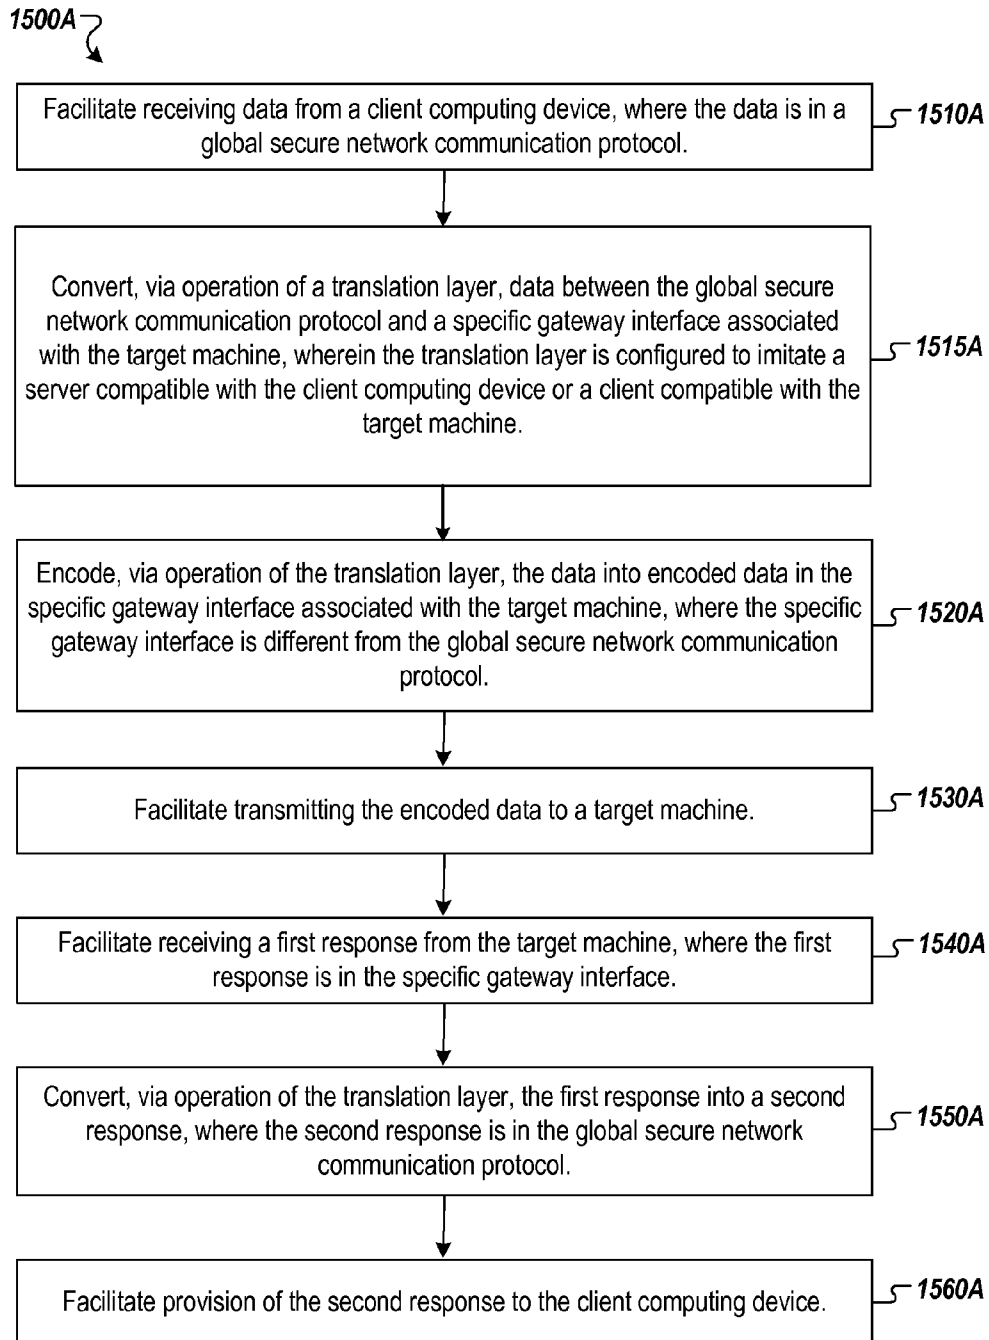 1500A
Facilitate receiving data from a client computing device, where the data is in a
global secure network communication protocol.
1510A
Convert, via operation of a translation layer, data between the global secure
network communication protocol and a specific gateway interface associated
with the target machine, wherein the translation layer is configured to imitate a
server compatible with the client computing device or a client compatible with the
target machine.
1515A
Encode, via operation of the translation layer, the data into encoded data in the
specific gateway interface associated with the target machine, where the specific
gateway interface is different from the global secure network communication
protocol.
1520A
Facilitate transmitting the encoded data to a target machine.
1530A
Facilitate receiving a first response from the target machine, where the first
response is in the specific gateway interface.
1540A
Convert, via operation of the translation layer, the first response into a second
response, where the second response is in the global secure network
communication protocol.
1550A
Facilitate provision of the second response to the client computing device.
1560A